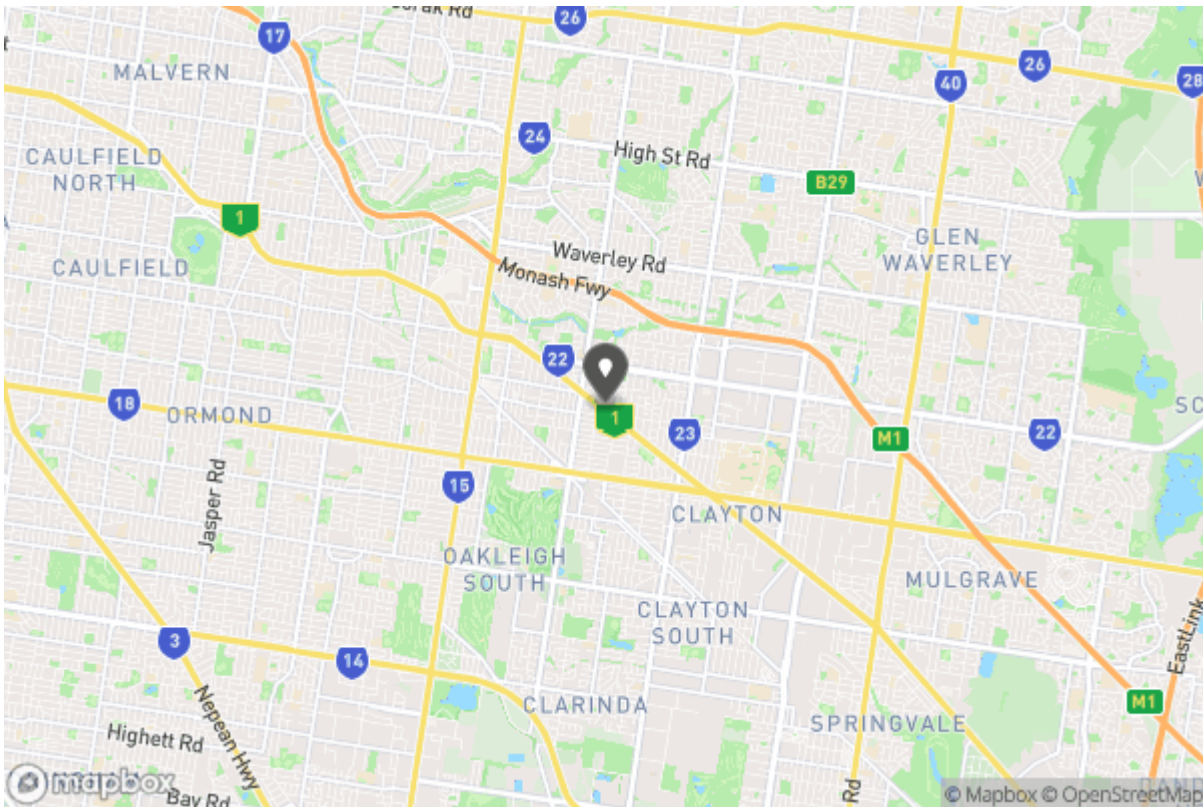 26
17
MALVERN
26
40
28
24
High St Rd
CAULFIELD
NORTH
B29
1
Waverley Rd
GLEN
WAVERLEY
CAULFIELD
Monash Fwy
22
18
ORMOND
1
23
M1
22
15
Jasper Rd
CLAYTON
OAKLEIGH
SOUTH
MULGRAVE
CLAYTON
SOUTH
EastLink
3
14
Nepean Hwy
CLARINDA
M1
SPRINGVALE
Highett Rd
mapbox
Bay Rd
Rd
© Mapbox © OpenStreetMap